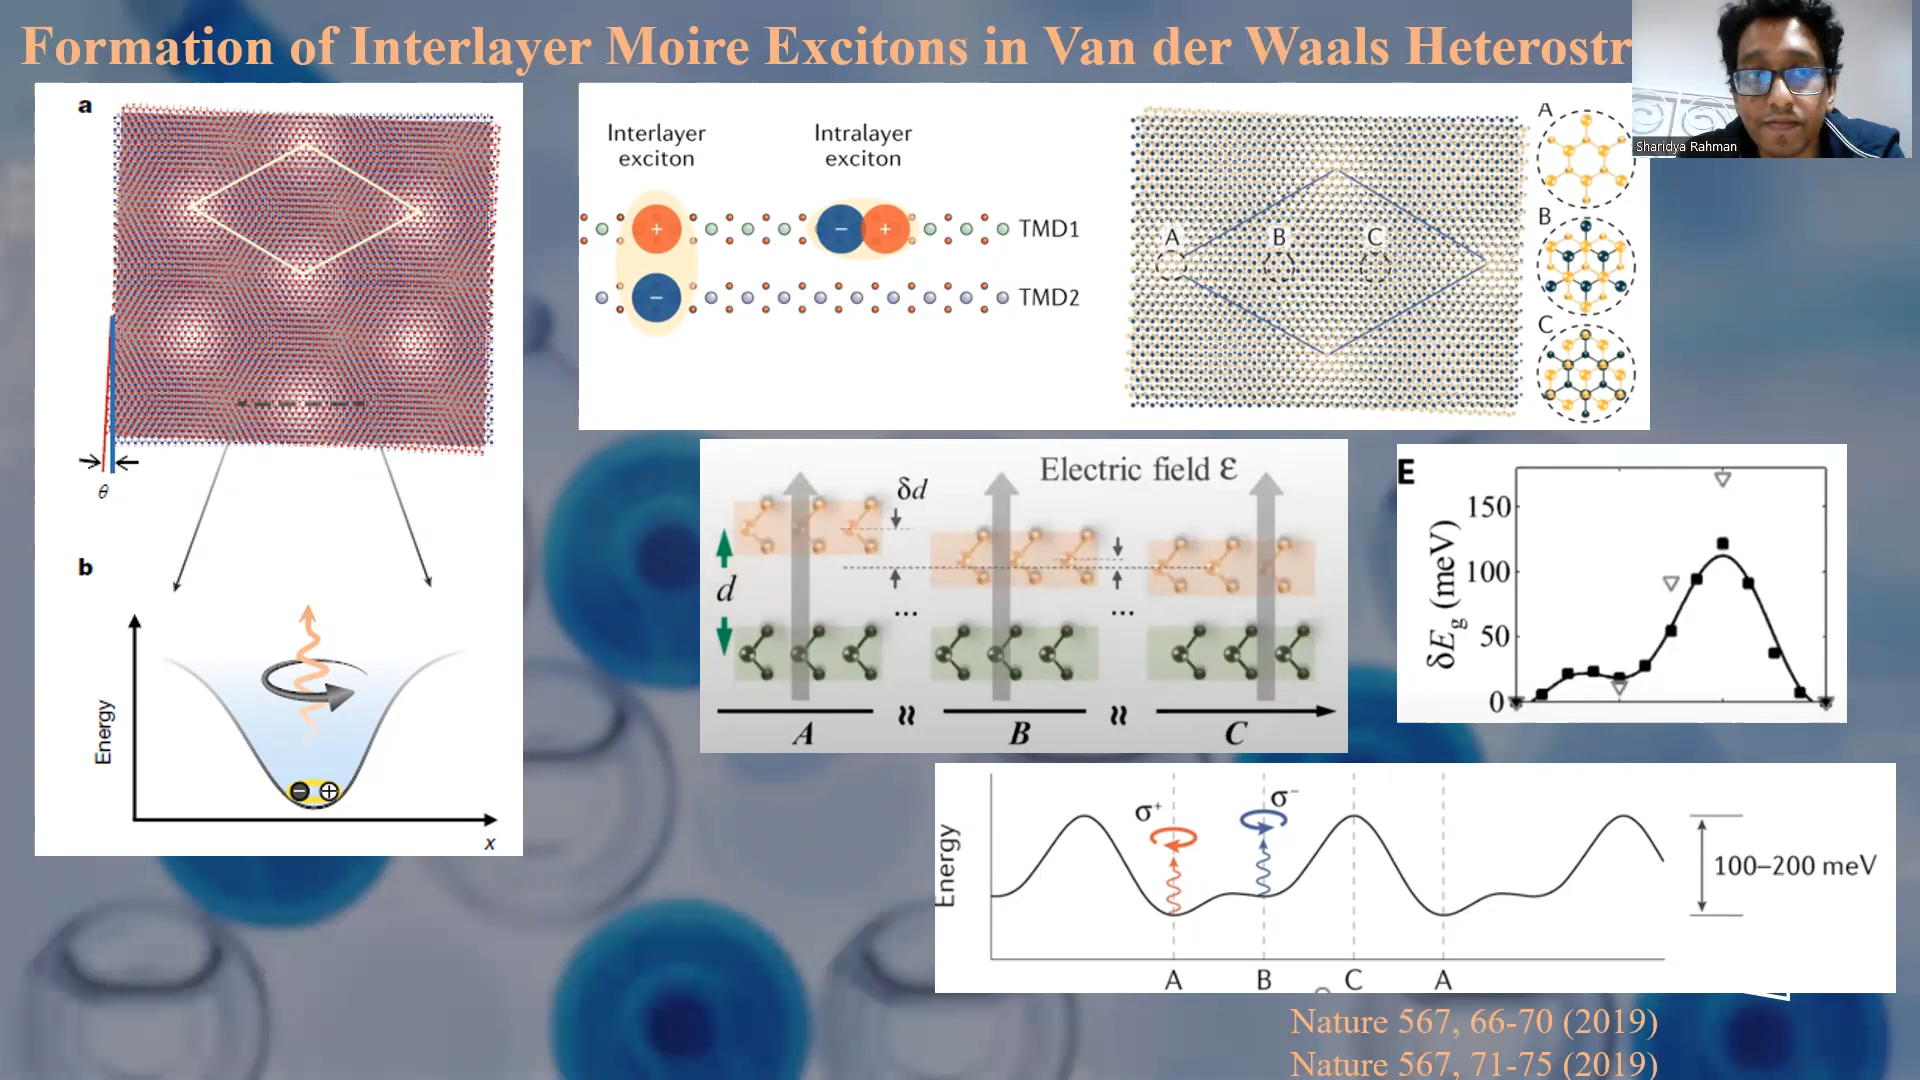 Formation of Interlayer Moire Excitons in Van der Waals Heterostr
Sharidya Rahman
a
θ
b
Energy
x
Interlayer
exciton
Intralayer
exciton
+
− +
TMD1
−
TMD2
A
B
C
A B C
Electric field Ɛ
δd
d
... ...
A ≈ B ≈ C
E
δEg (meV)
150
100
50
0
Energy
σ+
σ−
100–200 meV
A B C A
Nature 567, 66-70 (2019)
Nature 567, 71-75 (2019)